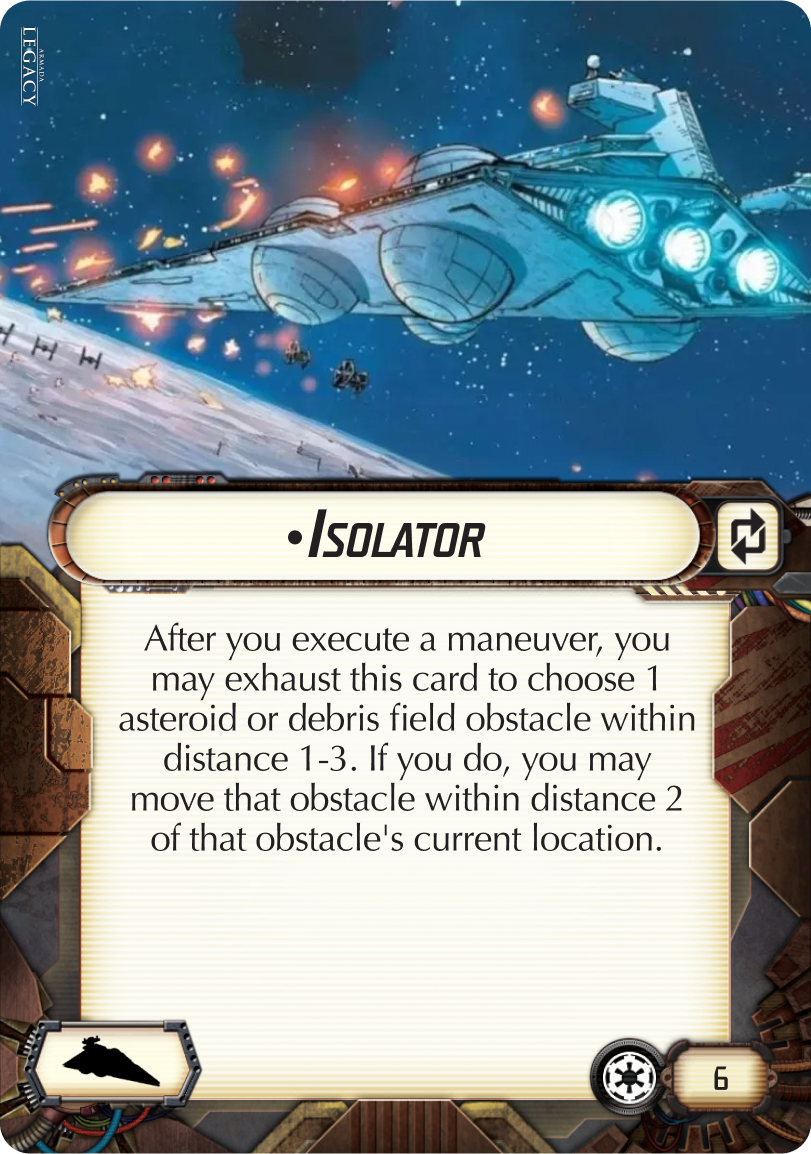 ARMADA
LEGACY
•ISOLATOR
After you execute a maneuver, you
may exhaust this card to choose 1
asteroid or debris field obstacle within
distance 1-3. If you do, you may
move that obstacle within distance 2
of that obstacle's current location.
6